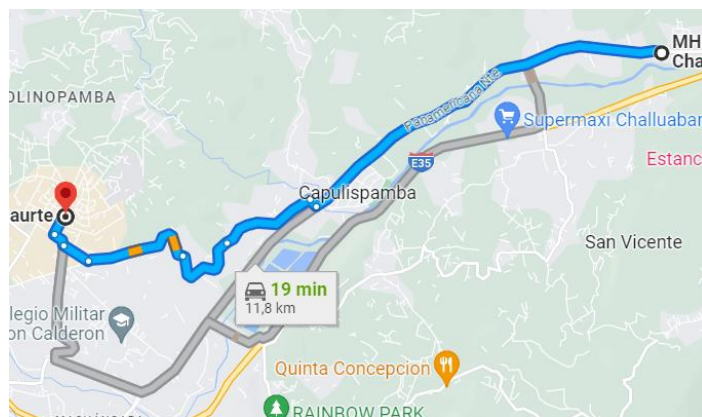 MH
Cha
OLINOPAMBA
Panamericana Nte
Supermaxi Challuabar
E35
Estanc
Capulispamba
aurte
San Vicente
19 min
11,8 km
legio Militar
on Calderon
Quinta Concepcion
RAINBOW PARK